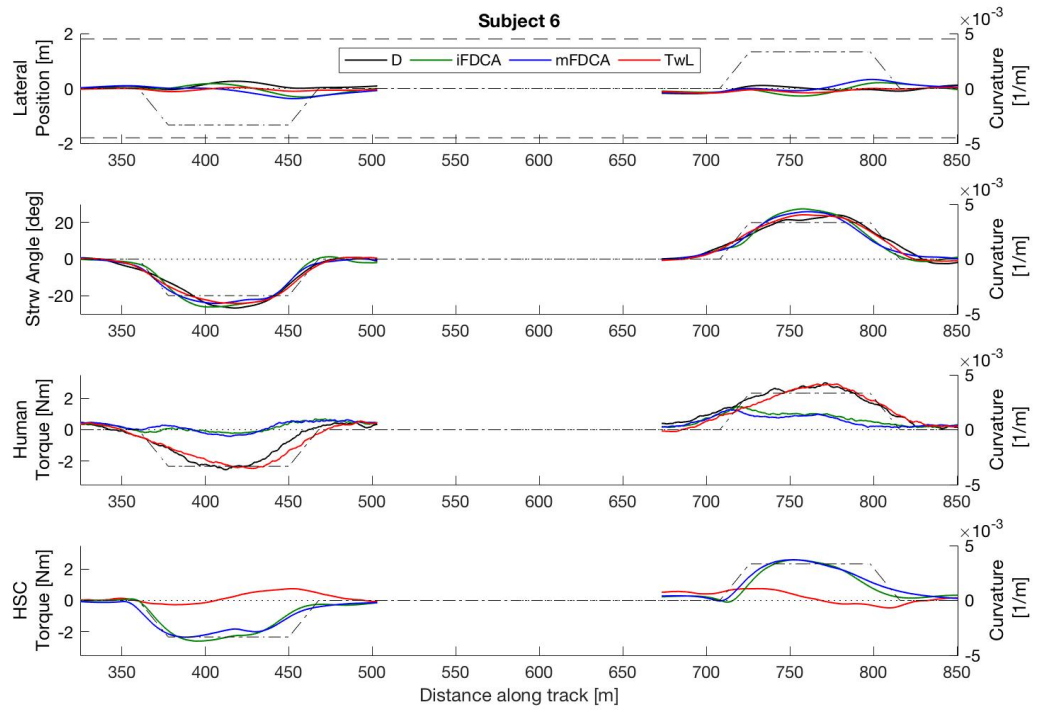 Subject 6
×10⁻³
2
0
-2
Lateral
Position [m]
D iFDCA mFDCA TwL
5
0
-5
Curvature
[1/m]
350 400 450 500 550 600 650 700 750 800 850
×10⁻³
20
0
-20
Strw Angle [deg]
5
0
-5
Curvature
[1/m]
350 400 450 500 550 600 650 700 750 800 850
×10⁻³
2
0
-2
Human
Torque [Nm]
5
0
-5
Curvature
[1/m]
350 400 450 500 550 600 650 700 750 800 850
×10⁻³
2
0
-2
HSC
Torque [Nm]
5
0
-5
Curvature
[1/m]
350 400 450 500 550 600 650 700 750 800 850
Distance along track [m]